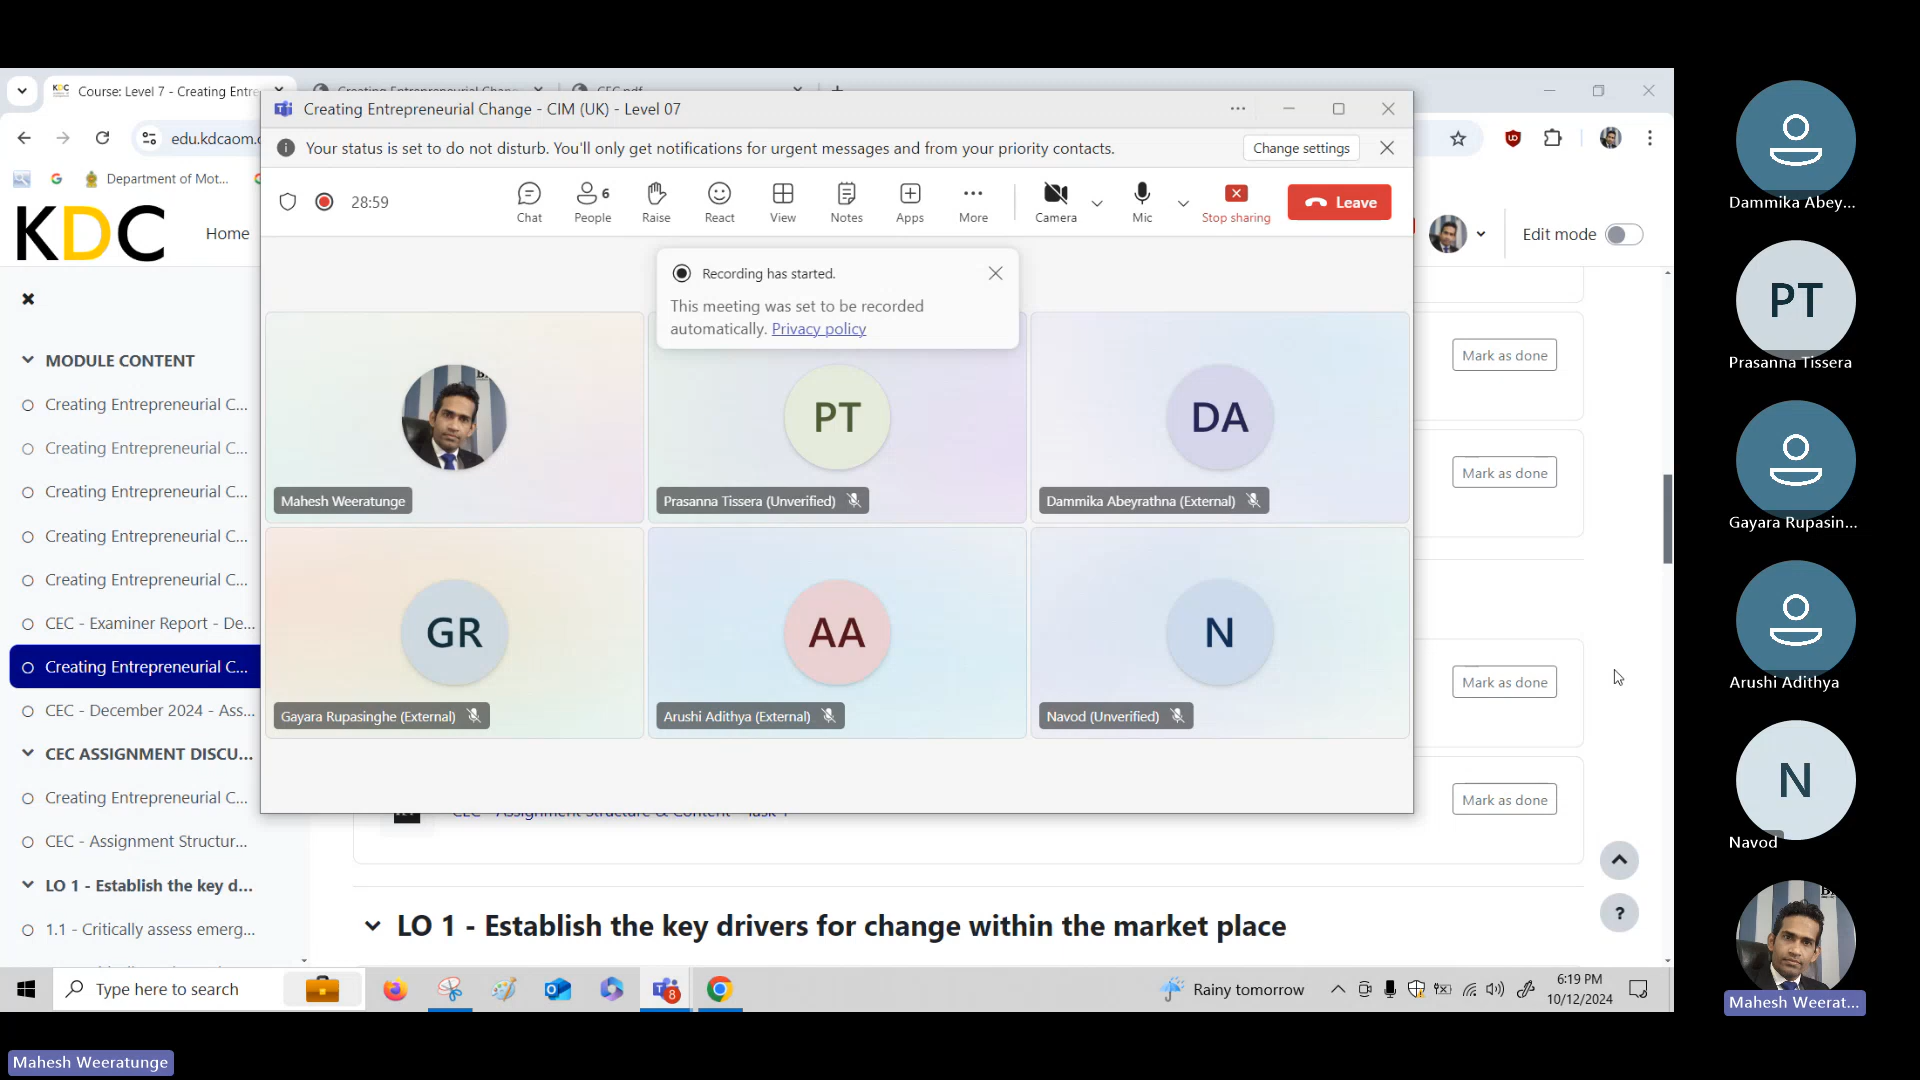 Course: Level 7 - Creating Entre
edu.kdcaom.c
Department of Mot...
KDC
Home
Edit mode
Creating Entrepreneurial Change - CIM (UK) - Level 07
Your status is set to do not disturb. You'll only get notifications for urgent messages and from your priority contacts.
Change settings
28:59
Chat
People
6
Raise
React
View
Notes
Apps
More
Camera
Mic
Stop sharing
Leave
Recording has started.
This meeting was set to be recorded
automatically. Privacy policy
Mahesh Weeratunge
PT
Prasanna Tissera (Unverified)
DA
Dammika Abeyrathna (External)
GR
Gayara Rupasinghe (External)
AA
Arushi Adithya (External)
N
Navod (Unverified)
MODULE CONTENT
Creating Entrepreneurial C...
Creating Entrepreneurial C...
Creating Entrepreneurial C...
Creating Entrepreneurial C...
Creating Entrepreneurial C...
CEC - Examiner Report - De...
Creating Entrepreneurial C...
CEC - December 2024 - Ass...
CEC ASSIGNMENT DISCU...
Creating Entrepreneurial C...
CEC - Assignment Structur...
LO 1 - Establish the key d...
1.1 - Critically assess emerg...
Mark as done
Mark as done
Mark as done
Mark as done
CEC - Assignment Structure & Content - Task 1
LO 1 - Establish the key drivers for change within the market place
?
Type here to search
8
Rainy tomorrow
6:19 PM
10/12/2024
Dammika Abey...
PT
Prasanna Tissera
Gayara Rupasin...
Arushi Adithya
N
Navod
Mahesh Weerat...
Mahesh Weeratunge